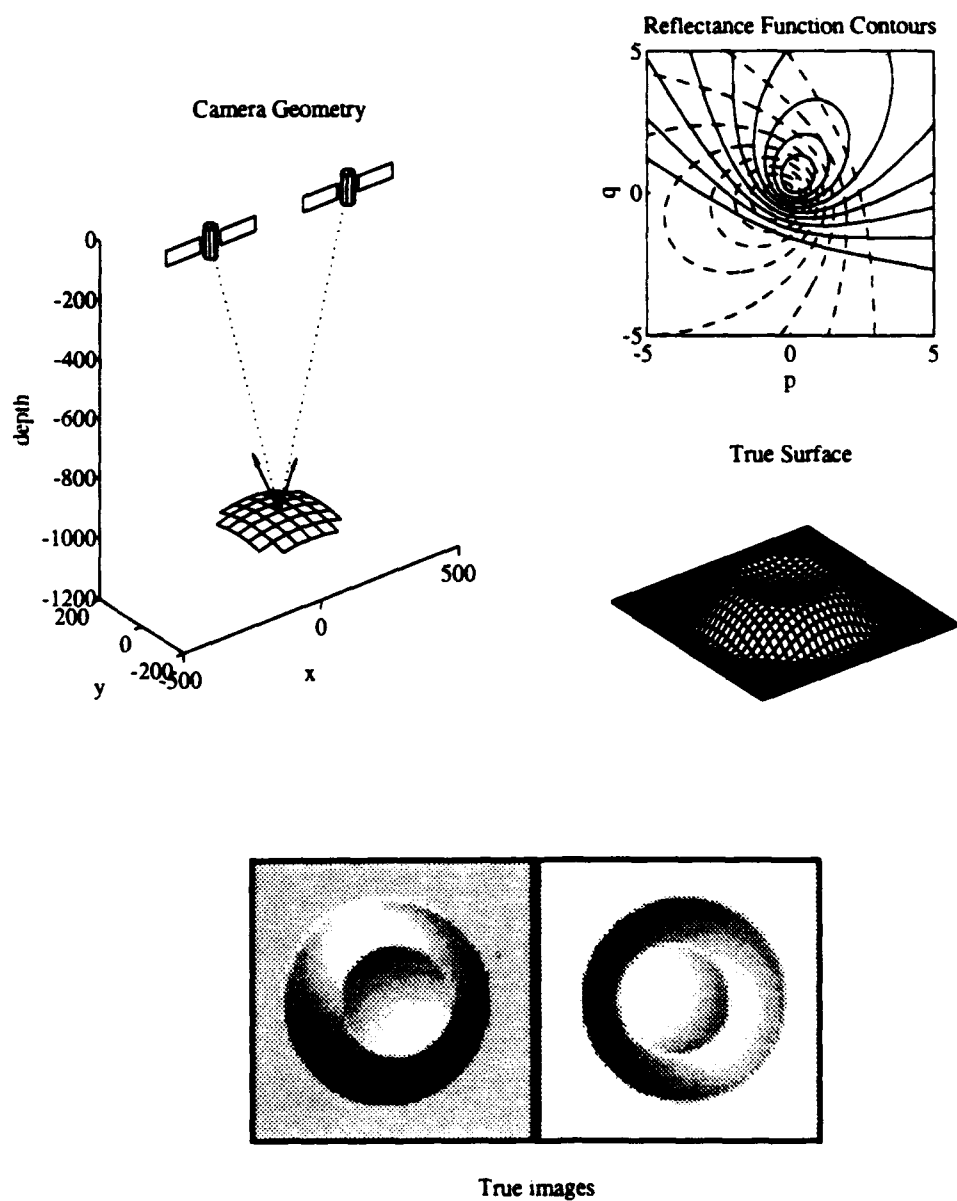 Reflectance Function Contours
5
q
0
-5
-5
0
5
p
Camera Geometry
0
-200
-400
-600
-800
-1000
-1200
depth
200
0
-200
y
-500
0
500
x
True Surface
True images